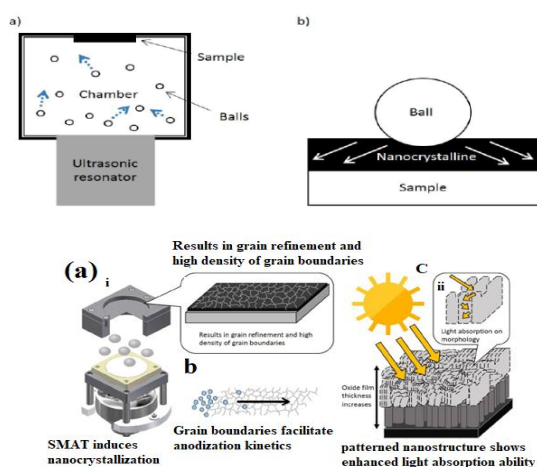 a)
Sample
Chamber
Balls
Ultrasonic
resonator
b)
Ball
Nanocrystalline
Sample
Results in grain refinement and
high density of grain boundaries
(a)
i
Results in grain refinement and high
density of grain boundaries
SMAT induces
nanocrystallization
b
Grain boundaries facilitate
anodization kinetics
C
ii
Light absorption on
morphology
Oxide film
thickness
increases
patterned nanostructure shows
enhanced light absorption ability